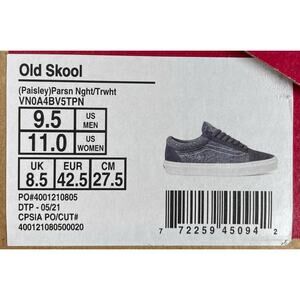 Old Skool
(Paisley)Parsn Nght/Trwht
VN0A4BV5TPN
9.5 US MEN
11.0 US WOMEN
UK EUR CM
8.5 42.5 27.5
PO#4001210805
DTP - 05/21
CPSIA PO/CUT#
400121080500020
7 72259 45094 2